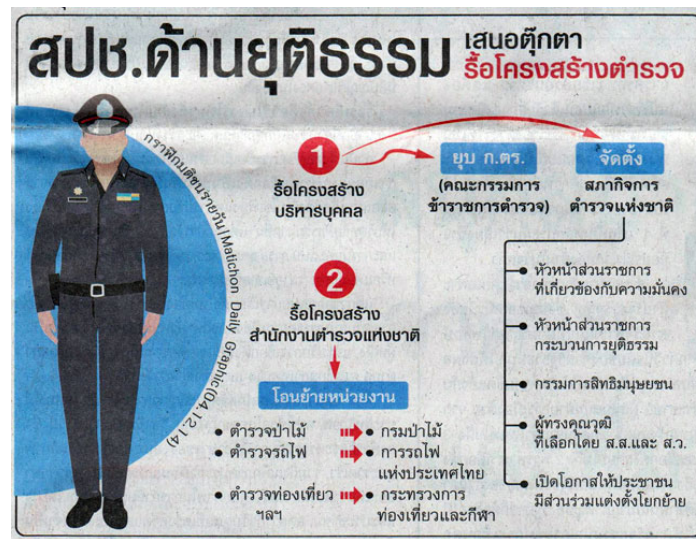 สปช.ด้านยุติธรรม
เสนอตุ๊กตา
รื้อโครงสร้างตำรวจ
กราฟิกมติชนรายวัน/Matichon Daily Graphic(04.12.14)
1
รื้อโครงสร้าง
บริหารบุคคล
ยุบ ก.ตร.
(คณะกรรมการ
ข้าราชการตำรวจ)
จัดตั้ง
สภากิจการ
ตำรวจแห่งชาติ
• หัวหน้าส่วนราชการ
ที่เกี่ยวข้องกับความมั่นคง
• หัวหน้าส่วนราชการ
กระบวนการยุติธรรม
• กรรมการสิทธิมนุษยชน
• ผู้ทรงคุณวุฒิ
ที่เลือกโดย ส.ส.และ ส.ว.
• เปิดโอกาสให้ประชาชน
มีส่วนร่วมแต่งตั้งโยกย้าย
2
รื้อโครงสร้าง
สำนักงานตำรวจแห่งชาติ
โอนย้ายหน่วยงาน
• ตำรวจป่าไม้ • กรมป่าไม้
• ตำรวจรถไฟ • การรถไฟ
แห่งประเทศไทย
• ตำรวจท่องเที่ยว • กระทรวงการ
ฯลฯ ท่องเที่ยวและกีฬา